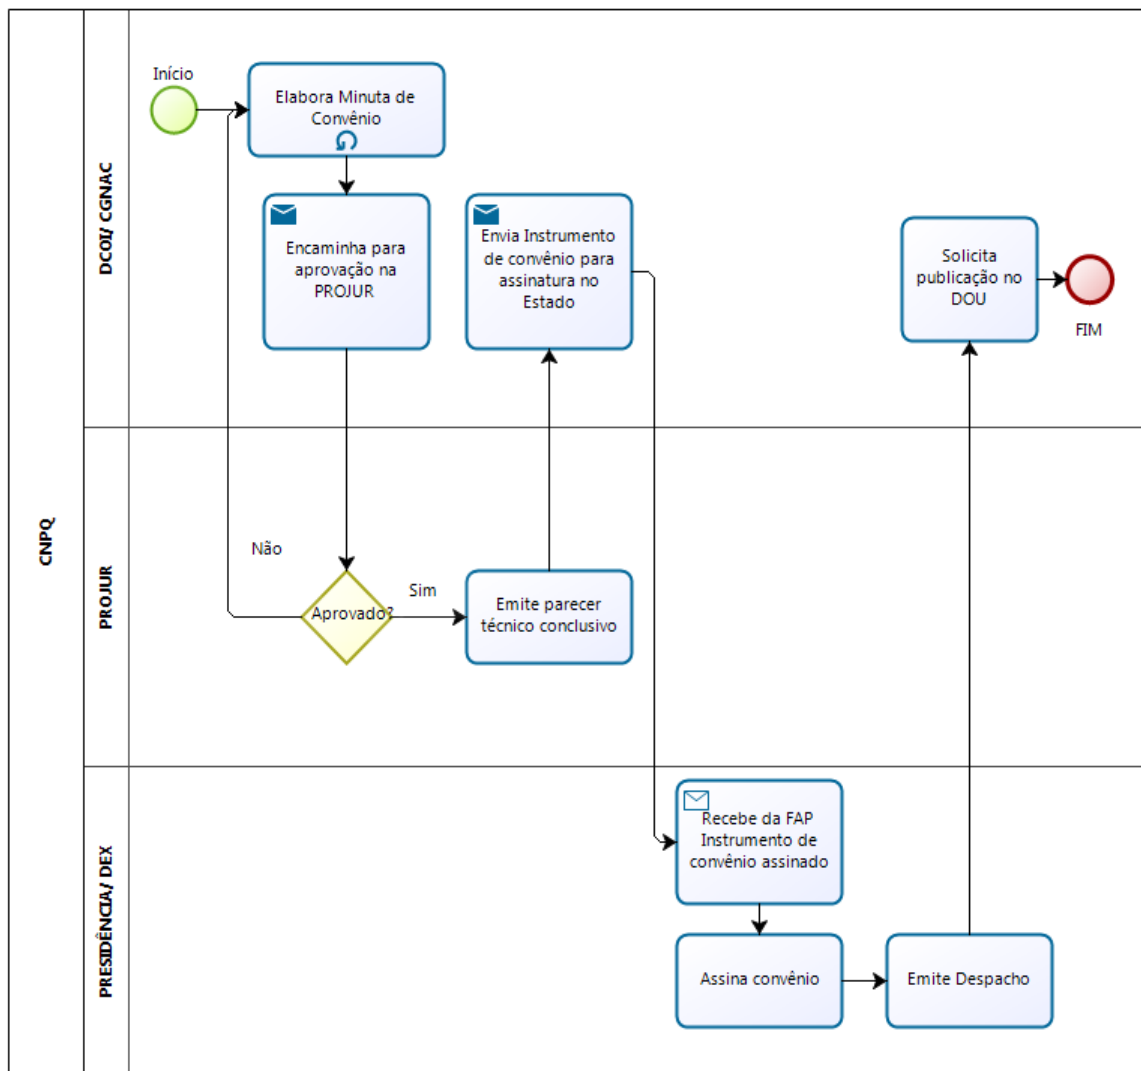 CNPQ
DCOI/ CGNAC
Início
Elabora Minuta de
Convênio
Encaminha para
aprovação na
PROJUR
Envia Instrumento
de convênio para
assinatura no
Estado
Solicita
publicação no
DOU
FIM
PROJUR
Não
Aprovado?
Sim
Emite parecer
técnico conclusivo
PRESIDÊNCIA/ DEX
Recebe da FAP
Instrumento de
convênio assinado
Assina convênio
Emite Despacho